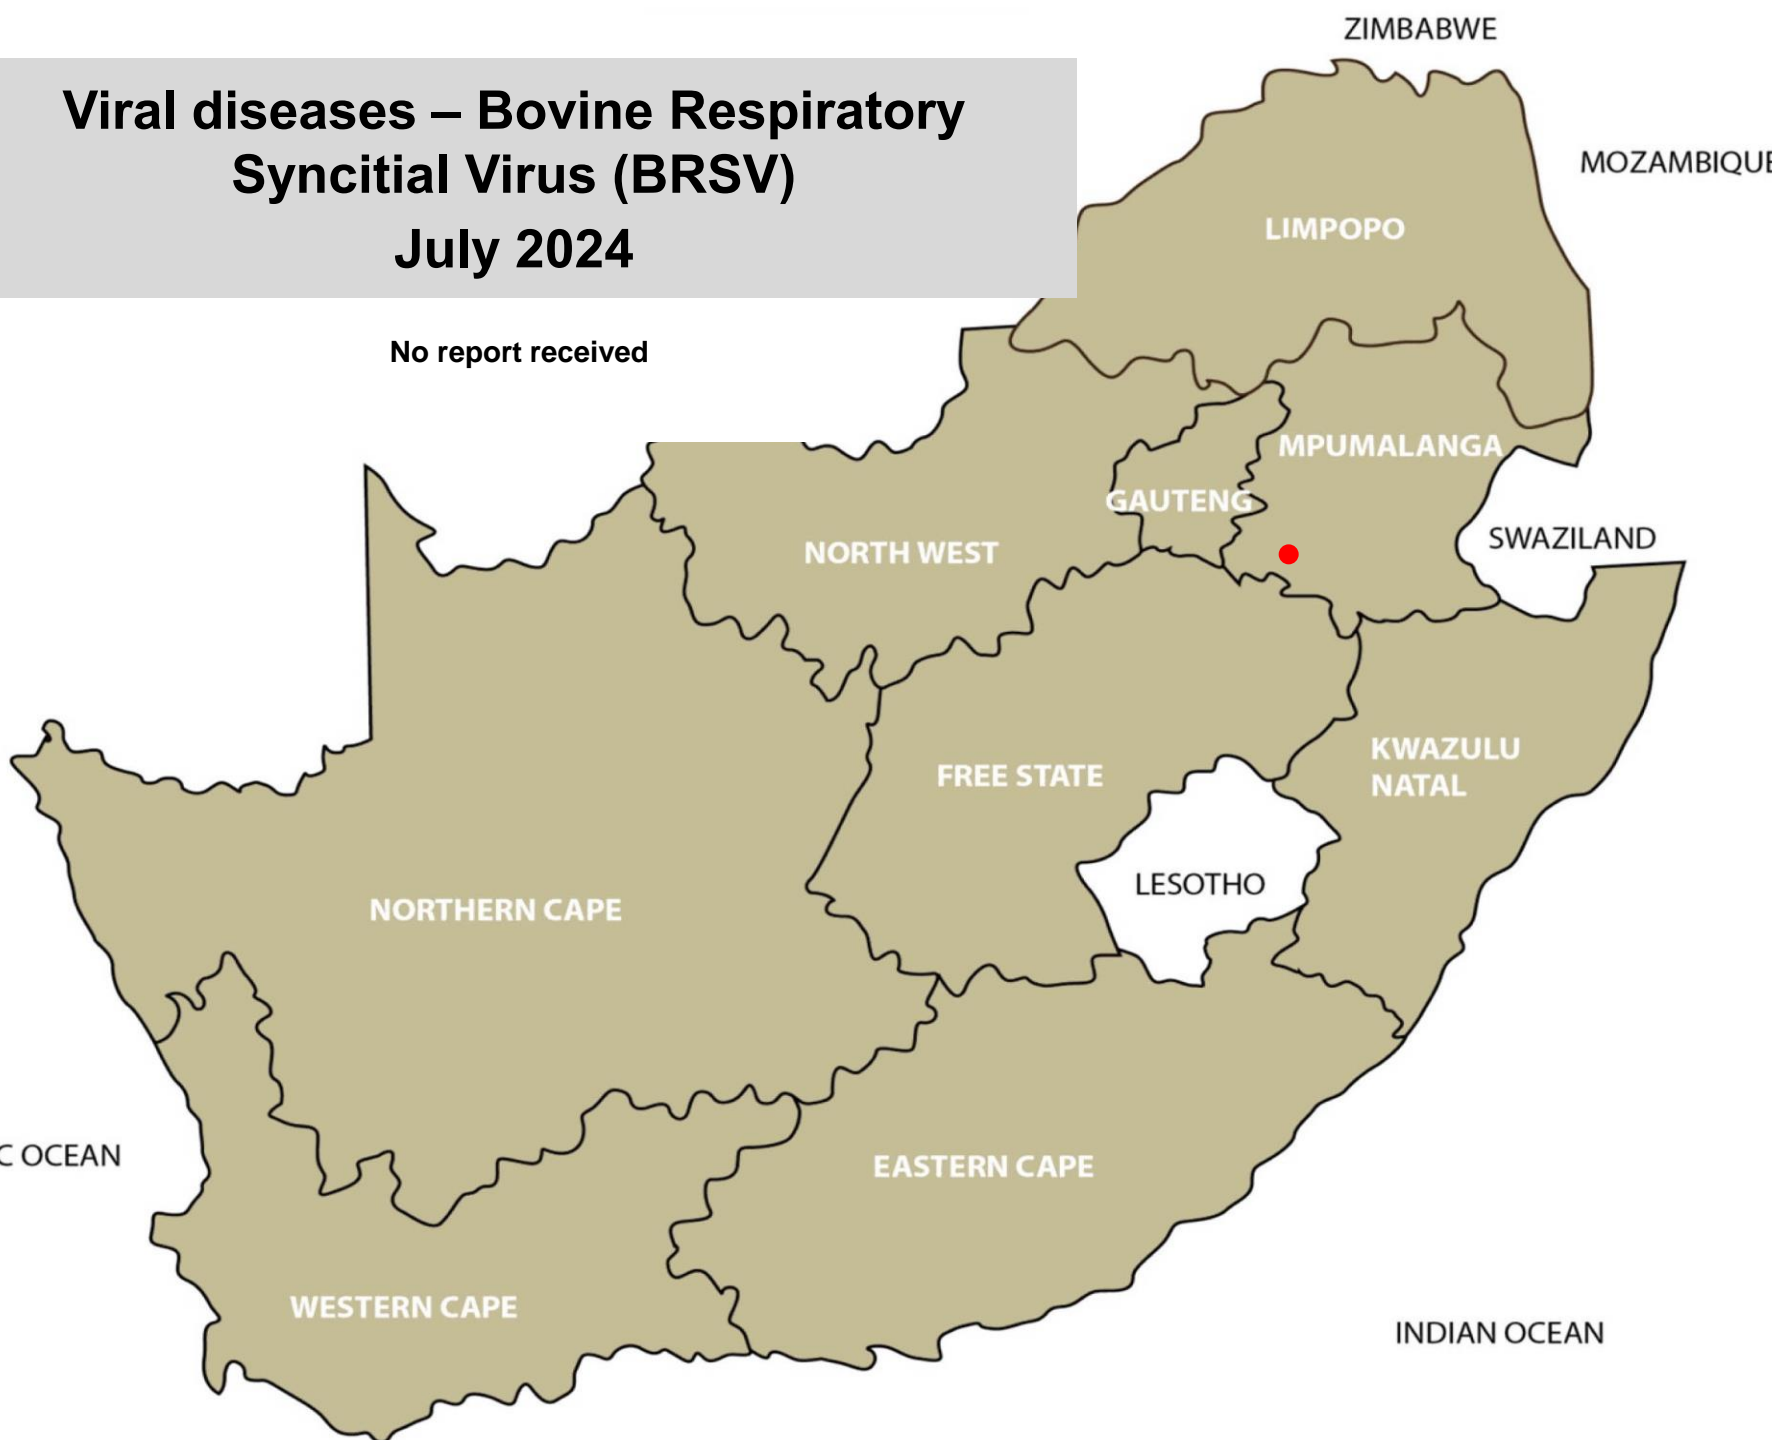 ZIMBABWE
Viral diseases – Bovine Respiratory
Syncitial Virus (BRSV)
July 2024
MOZAMBIQUE
LIMPOPO
No report received
MPUMALANGA
GAUTENG
NORTH WEST
SWAZILAND
KWAZULU
NATAL
FREE STATE
LESOTHO
NORTHERN CAPE
C OCEAN
EASTERN CAPE
WESTERN CAPE
INDIAN OCEAN